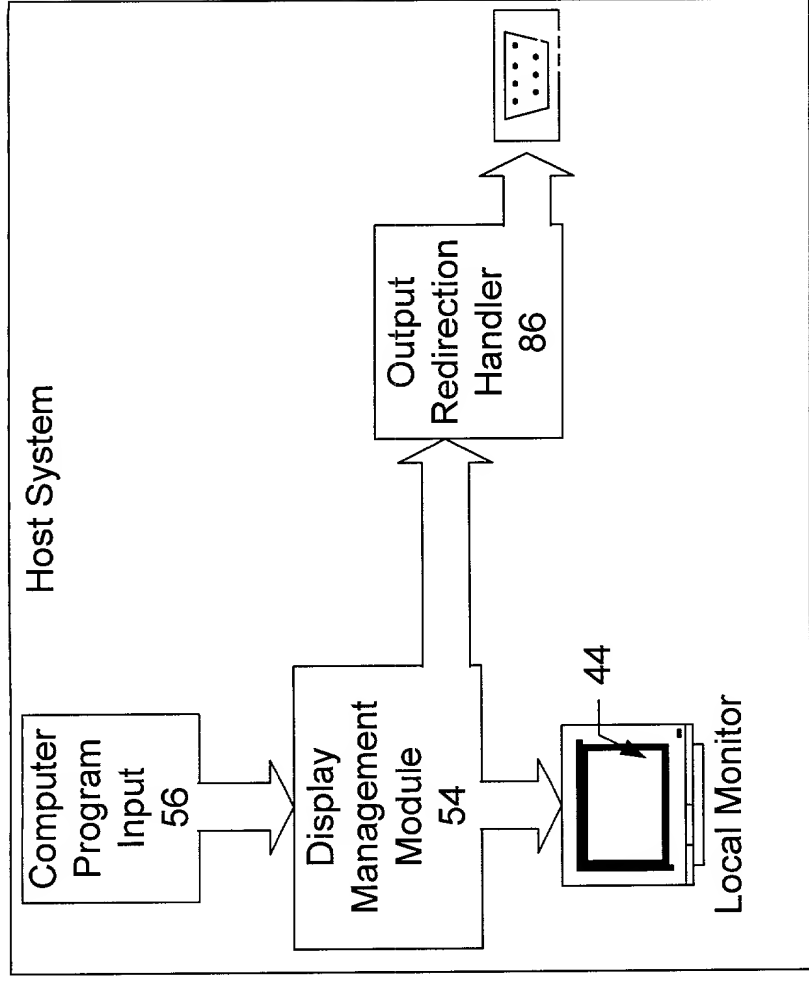 Host System
Computer
Program
Input
56
Display
Management
Module
54
Output
Redirection
Handler
86
44
Local Monitor